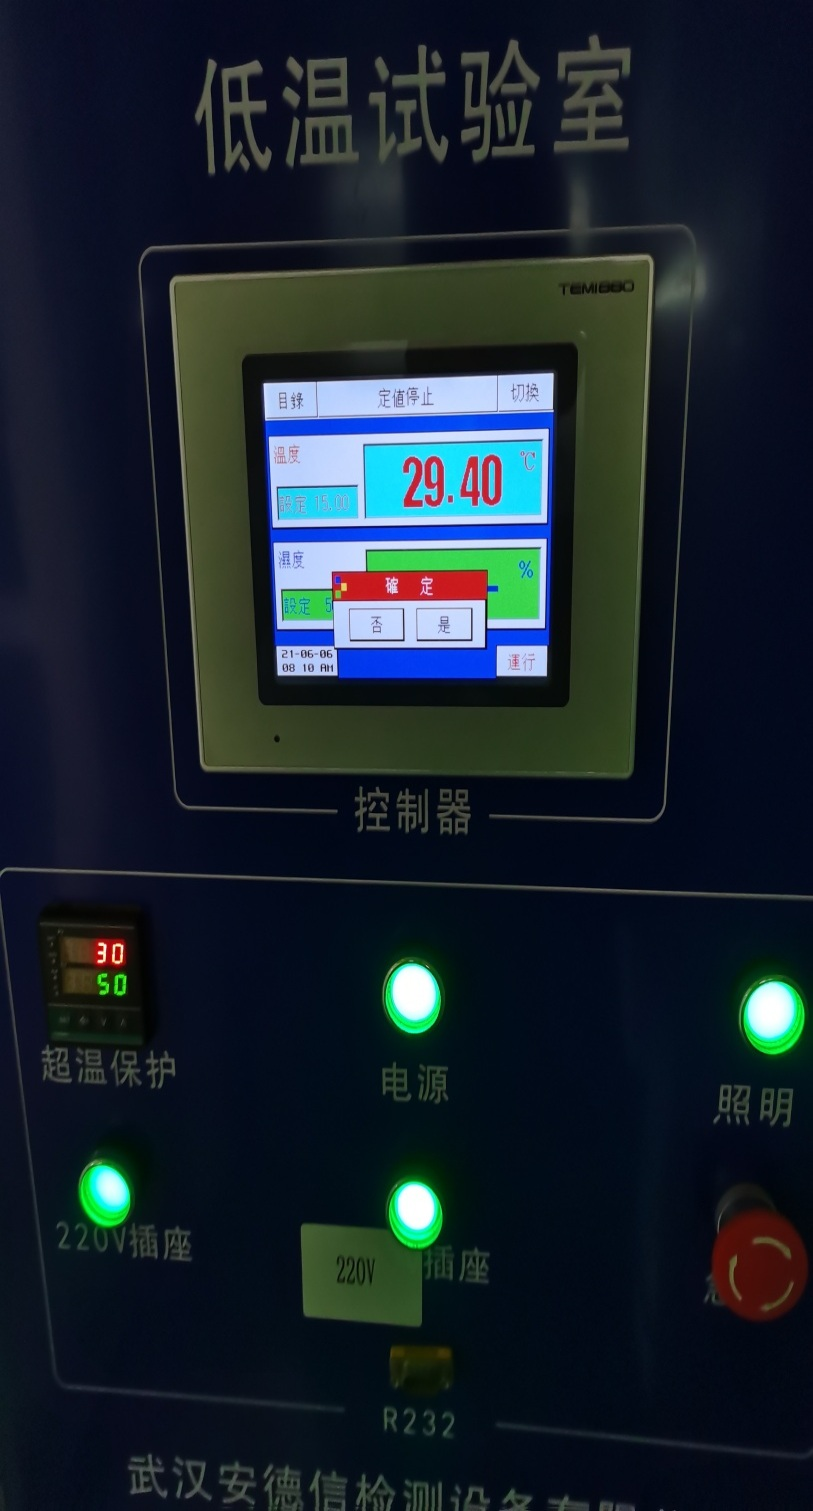 低温试验室
TEMI880
目錄 定值停止 切換
溫度
29.40 ℃
設定 15.00
濕度
%
確 定
設定 5
否 是
21-06-06
08 10 AM
運行
控制器
30
50
超温保护
电源
照明
220V插座
220V
插座
R232
武汉安德信检测设备有限